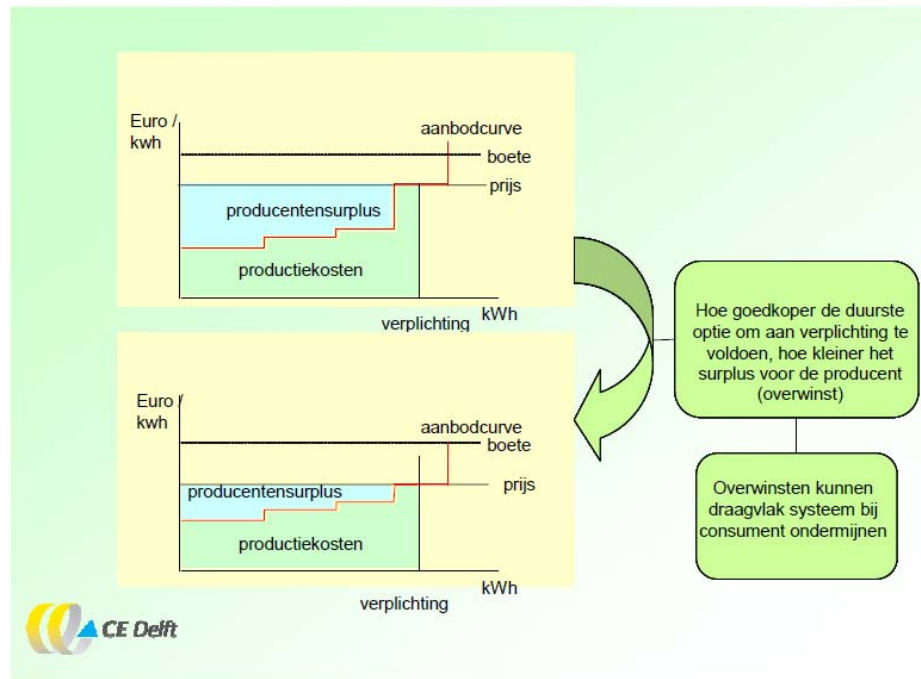 Euro /
kwh
aanbodcurve
boete
prijs
producentensurplus
productiekosten
kWh
verplichting
Euro /
kwh
aanbodcurve
boete
prijs
producentensurplus
productiekosten
kWh
verplichting
Hoe goedkoper de duurste
optie om aan verplichting te
voldoen, hoe kleiner het
surplus voor de producent
(overwinst)
Overwinsten kunnen
draagvlak systeem bij
consument ondermijnen
CE Delft